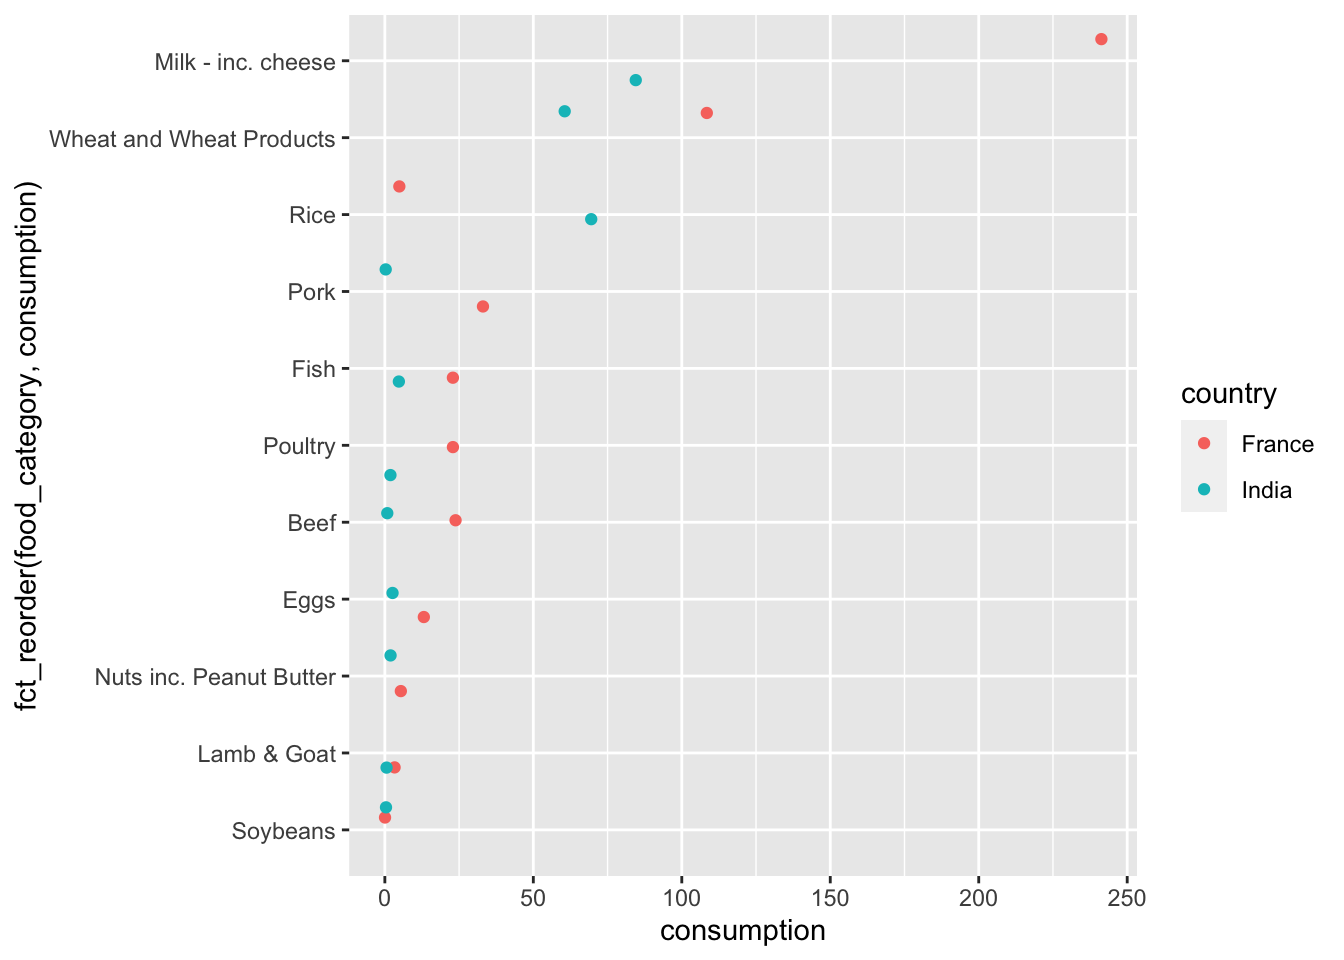 fct_reorder(food_category, consumption)
Milk - inc. cheese
Wheat and Wheat Products
Rice
Pork
Fish
Poultry
Beef
Eggs
Nuts inc. Peanut Butter
Lamb & Goat
Soybeans
0 50 100 150 200 250
consumption
country
France
India